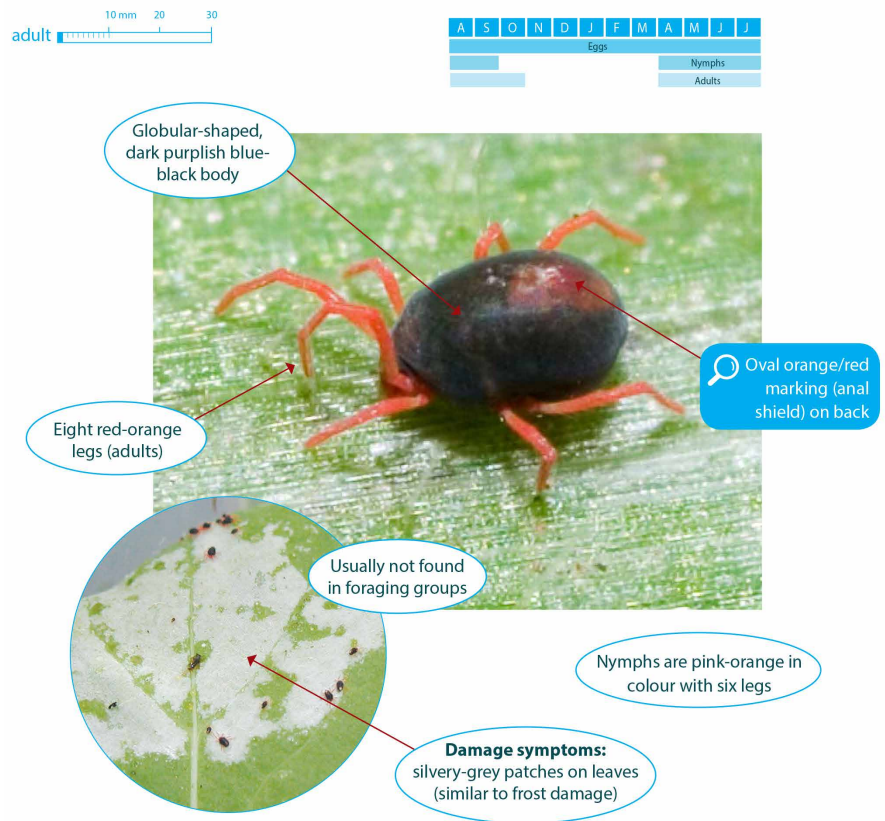 10 mm 20 30
adult
A S O N D J F M A M J J
Eggs
Nymphs
Adults
Globular-shaped,
dark purplish blue-
black body
Oval orange/red
marking (anal
shield) on back
Eight red-orange
legs (adults)
Usually not found
in foraging groups
Nymphs are pink-orange in
colour with six legs
Damage symptoms:
silvery-grey patches on leaves
(similar to frost damage)